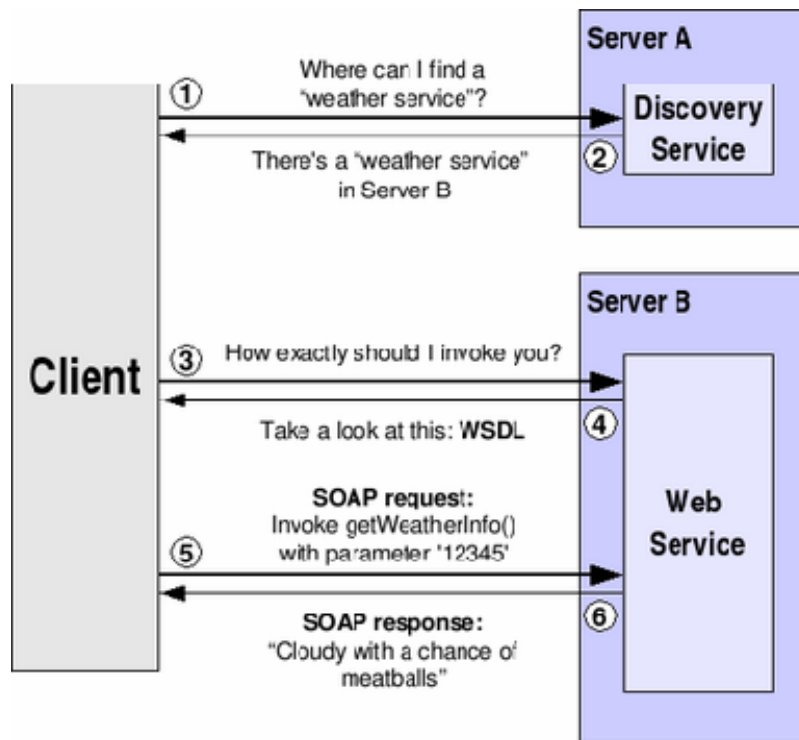 Server A
Where can I find a
"weather service"?
①
Discovery
Service
②
There's a "weather service"
in Server B
Server B
Client
③
How exactly should I invoke you?
④
Take a look at this: WSDL
SOAP request:
Invoke getWeatherInfo()
with parameter '12345'
⑤
Web
Service
⑥
SOAP response:
"Cloudy with a chance of
meatballs"